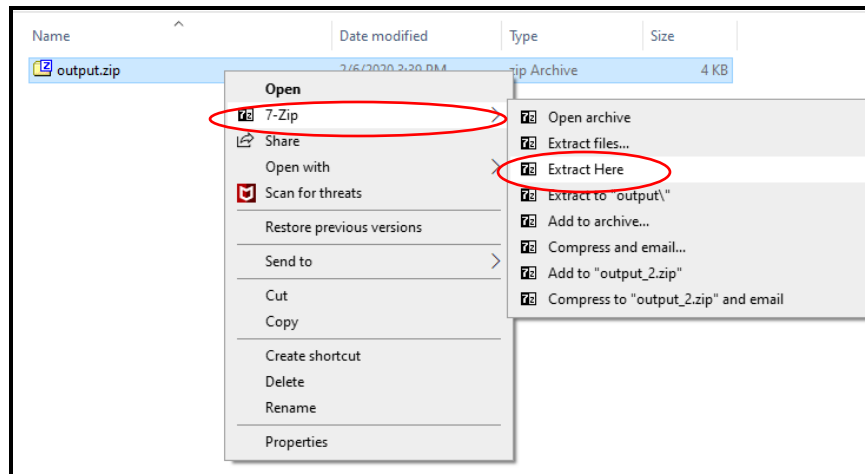 Name Date modified Type Size
output.zip 2/6/2020 3:39 PM zip Archive 4 KB
Open
7-Zip
Share
Open with
Scan for threats
Restore previous versions
Send to
Cut
Copy
Create shortcut
Delete
Rename
Properties
Open archive
Extract files...
Extract Here
Extract to "output\"
Add to archive...
Compress and email...
Add to "output_2.zip"
Compress to "output_2.zip" and email